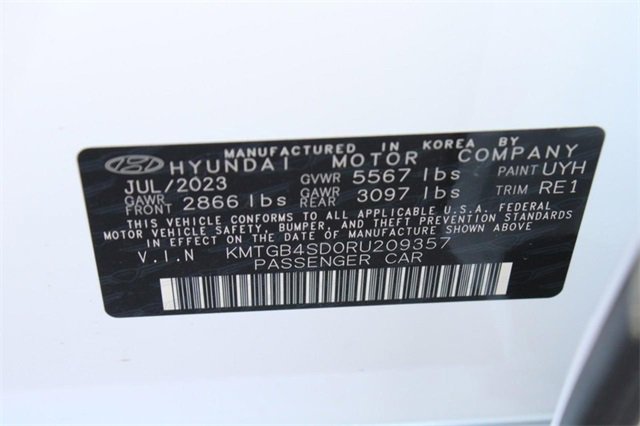 MANUFACTURED IN KOREA BY
HYUNDAI MOTOR COMPANY
JUL/2023 GVWR 5567 lbs PAINT UYH
GAWR FRONT 2866 lbs GAWR REAR 3097 lbs TRIM RE1
THIS VEHICLE CONFORMS TO ALL APPLICABLE U.S.A. FEDERAL
MOTOR VEHICLE SAFETY, BUMPER, AND THEFT PREVENTION STANDARDS
IN EFFECT ON THE DATE OF MANUFACTURE SHOWN ABOVE.
V.I.N KMTGB4SD0RU209357
PASSENGER CAR